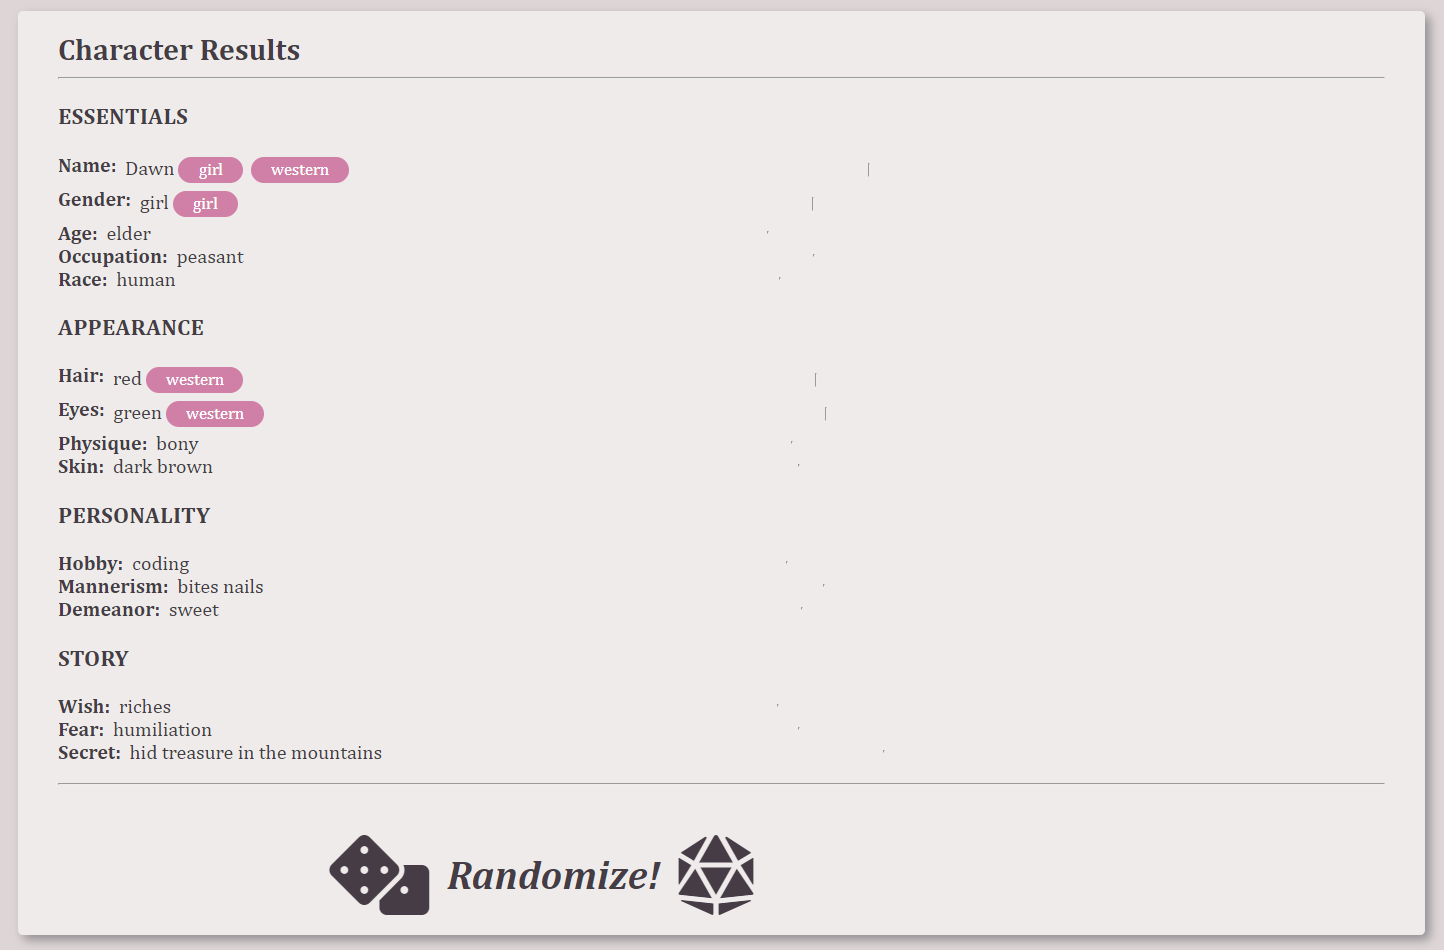 Character Results
ESSENTIALS
Name: Dawn girl western
Gender: girl girl
Age: elder
Occupation: peasant
Race: human
APPEARANCE
Hair: red western
Eyes: green western
Physique: bony
Skin: dark brown
PERSONALITY
Hobby: coding
Mannerism: bites nails
Demeanor: sweet
STORY
Wish: riches
Fear: humiliation
Secret: hid treasure in the mountains
Randomize!